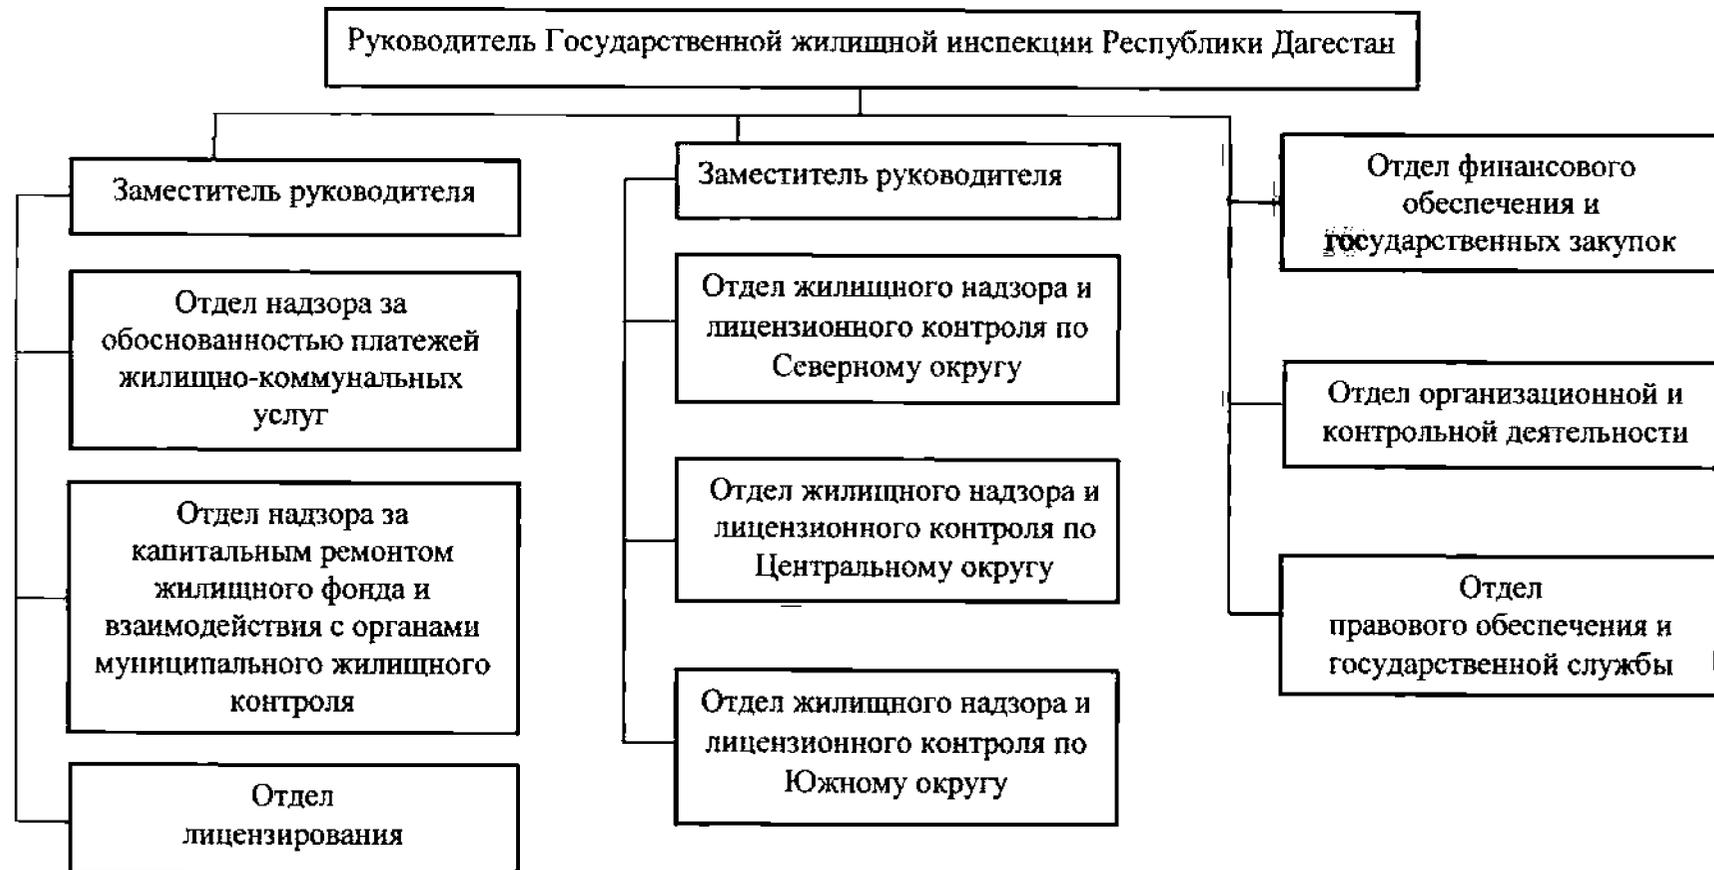 Руководитель Государственной жилищной инспекции Республики Дагестан
Заместитель руководителя
Отдел надзора за
обоснованностью платежей
жилищно-коммунальных
услуг
Отдел надзора за
капитальным ремонтом
жилищного фонда и
взаимодействия с органами
муниципального жилищного
контроля
Отдел
лицензирования
Заместитель руководителя
Отдел жилищного надзора и
лицензионного контроля по
Северному округу
Отдел жилищного надзора и
лицензионного контроля по
Центральному округу
Отдел жилищного надзора и
лицензионного контроля по
Южному округу
Отдел финансового
обеспечения и
государственных закупок
Отдел организационной и
контрольной деятельности
Отдел
правового обеспечения и
государственной службы